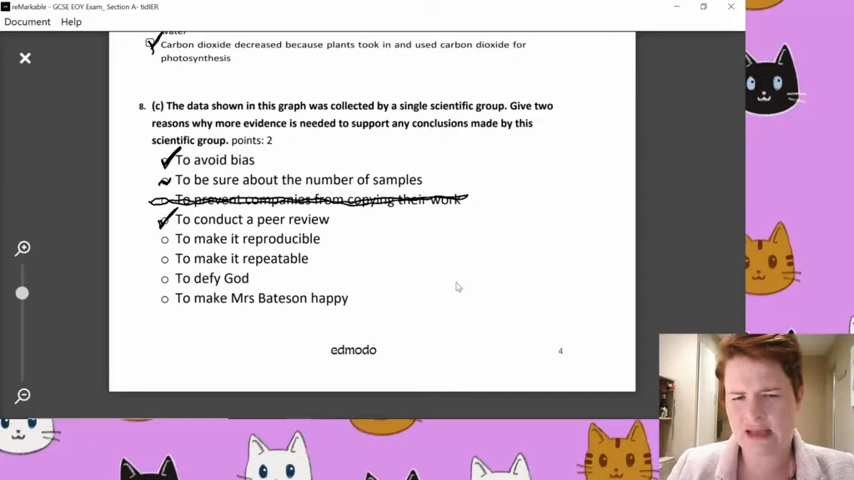 reMarkable - GCSE EOY Exam_ Section A- tidIER
Document Help
water
Carbon dioxide decreased because plants took in and used carbon dioxide for
photosynthesis
8. (c) The data shown in this graph was collected by a single scientific group. Give two
reasons why more evidence is needed to support any conclusions made by this
scientific group. points: 2
To avoid bias
To be sure about the number of samples
To prevent companies from copying their work
To conduct a peer review
To make it reproducible
To make it repeatable
To defy God
To make Mrs Bateson happy
edmodo
4